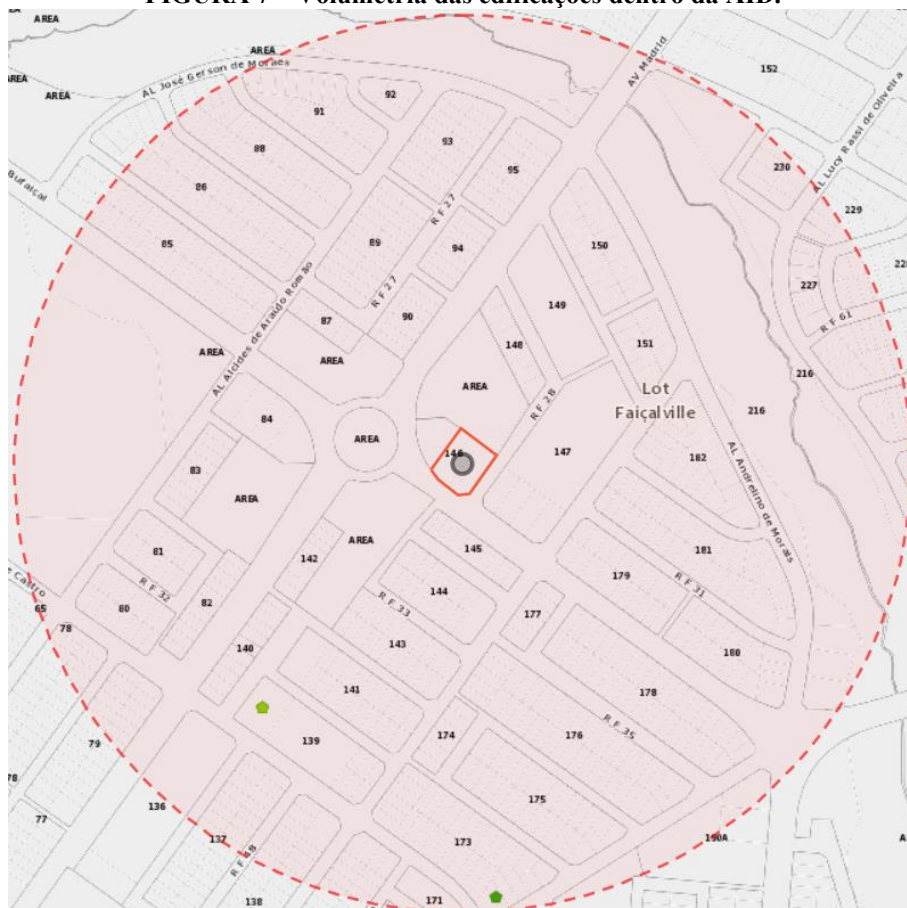 FIGURA 7 – Volumetria das edificações dentro da AID.
AV Madrid
152
AREA
AREA
AREA
AL José Gerson de Moraes
AL Lucy Rassi de Oliveira
92
91
93
88
95
230
86
Bufaiçal
R F 27
229
85
89
94
150
227
R F 27
90
149
87
148
151
R F 61
AREA
AREA
AL Alcides de Araujo Romão
AREA
216
Lot
Faiçalville
216
R F 28
84
AREA
146
147
182
83
AREA
AREA
AL Andrelino de Morais
81
142
145
181
179
144
R F 31
R F 32
e Castro
65
80
82
R F 33
177
78
143
140
180
141
178
79
139
174
R F 35
176
78
77
136
175
137
173
190A
A
R F 48
138
171